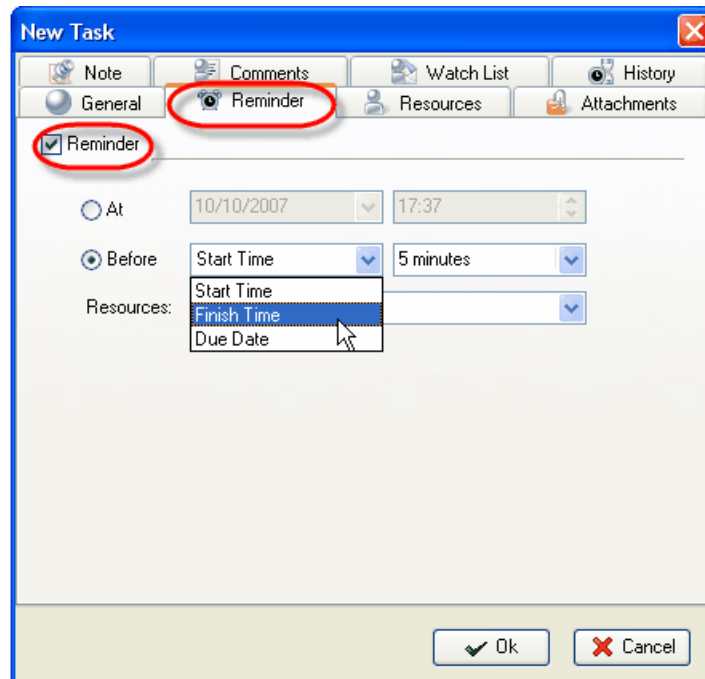 New Task
Note Comments Watch List History
General Reminder Resources Attachments
Reminder
At 10/10/2007 17:37
Before Start Time 5 minutes
Start Time
Resources: Finish Time
Due Date
Ok Cancel